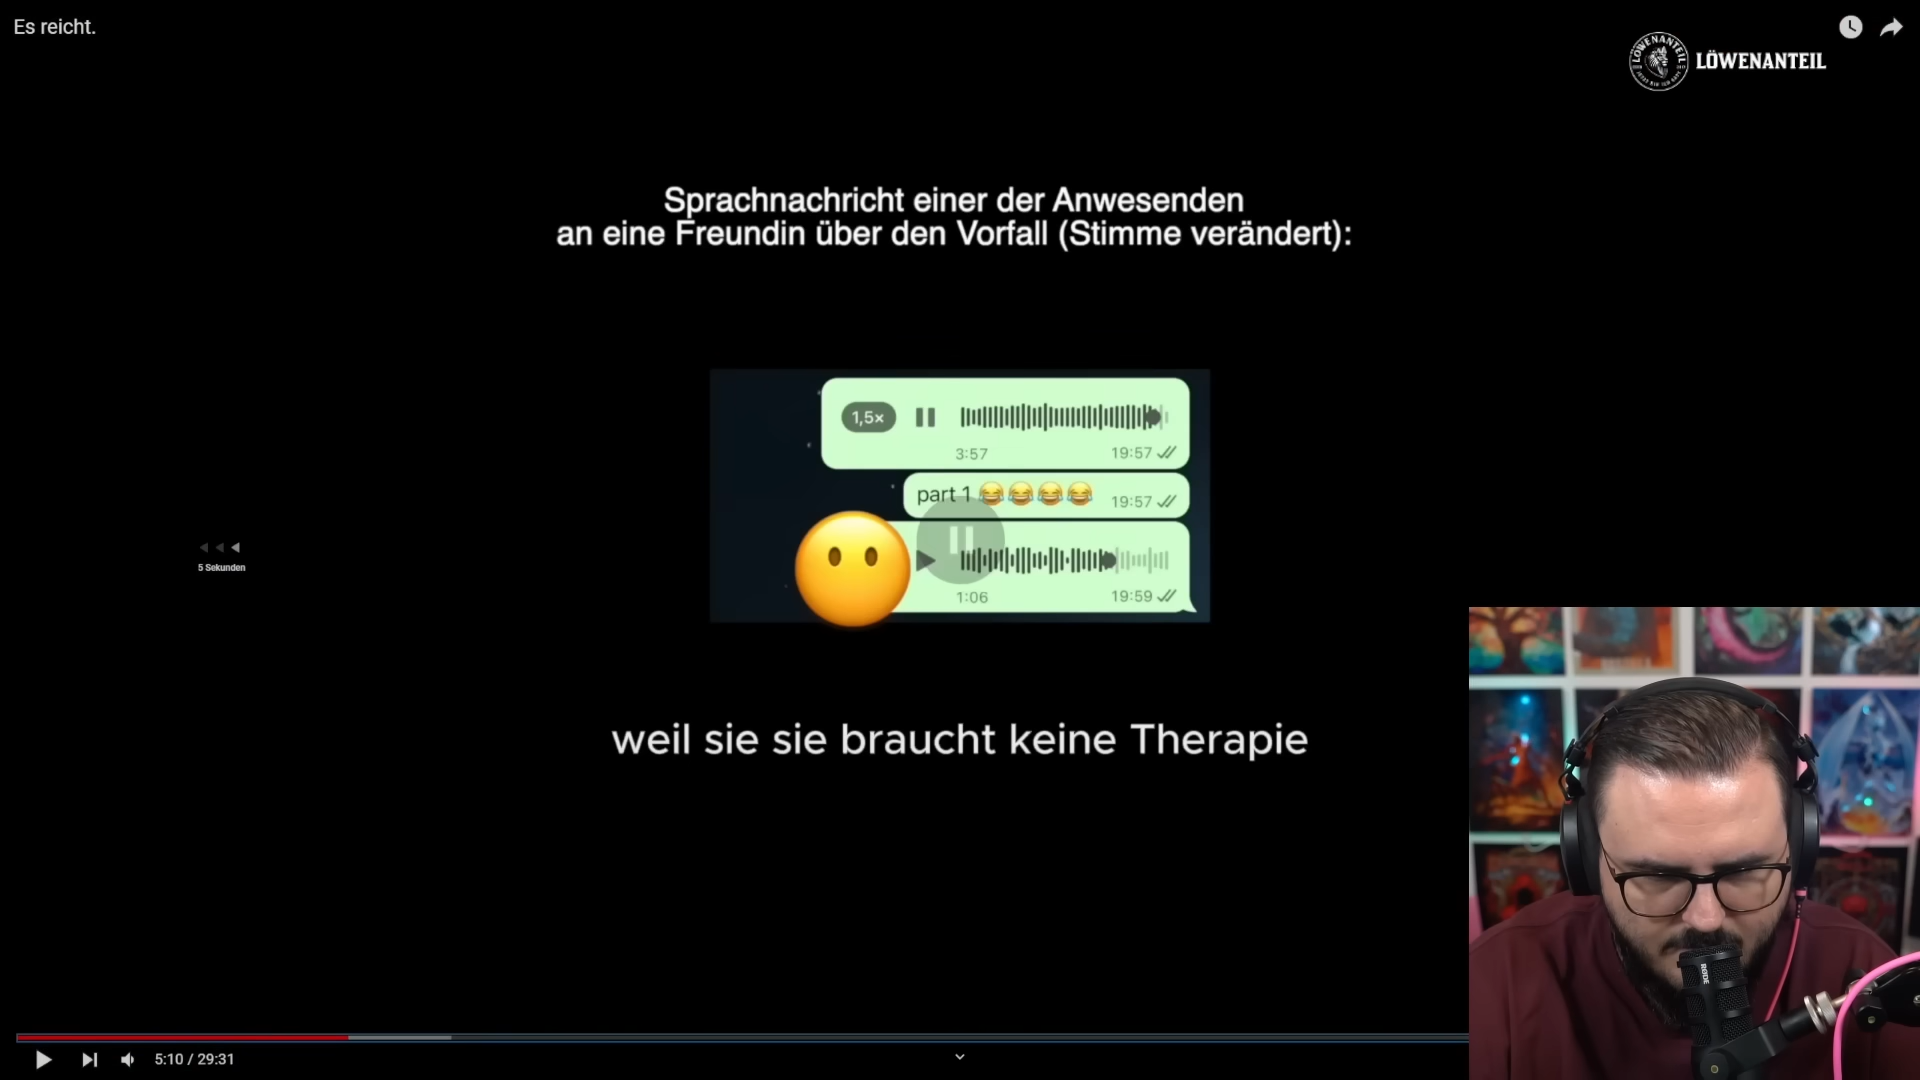 Es reicht.
LÖWENANTEIL
LÖWENANTEIL
Sprachnachricht einer der Anwesenden
an eine Freundin über den Vorfall (Stimme verändert):
1,5×
3:57
19:57
part 1 😂😂😂😂
19:57
1:06
19:59
5 Sekunden
weil sie sie braucht keine Therapie
RØDE
5:10 / 29:31